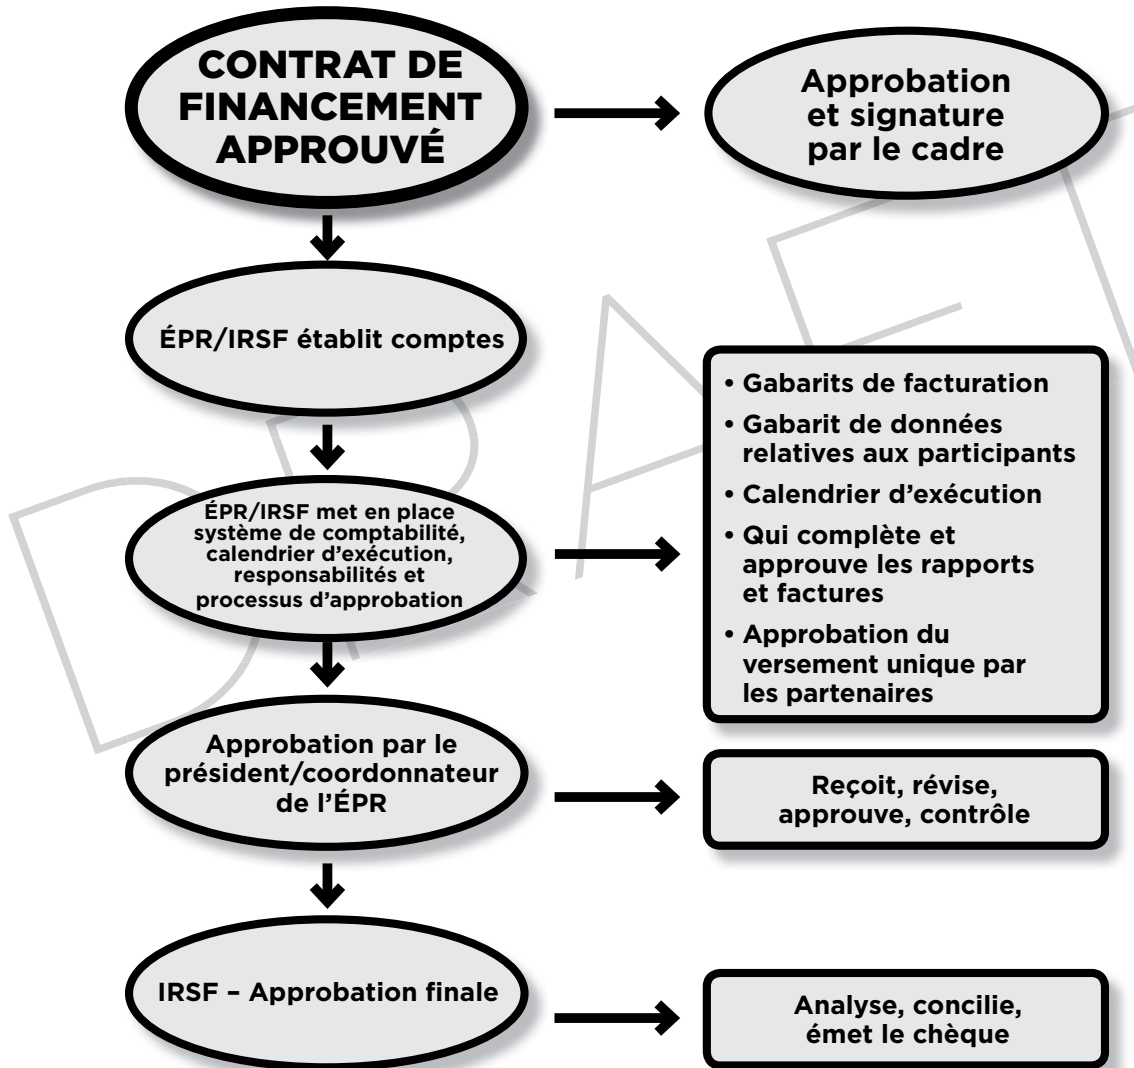 CONTRAT DE
FINANCEMENT
APPROUVÉ
Approbation
et signature
par le cadre
ÉPR/IRSF établit comptes
ÉPR/IRSF met en place
système de comptabilité,
calendrier d'exécution,
responsabilités et
processus d'approbation
• Gabarits de facturation
• Gabarit de données
relatives aux participants
• Calendrier d'exécution
• Qui complète et
approuve les rapports
et factures
• Approbation du
versement unique par
les partenaires
Approbation par le
président/coordonnateur
de l'ÉPR
Reçoit, révise,
approuve, contrôle
IRSF – Approbation finale
Analyse, concilie,
émet le chèque
DRAFT